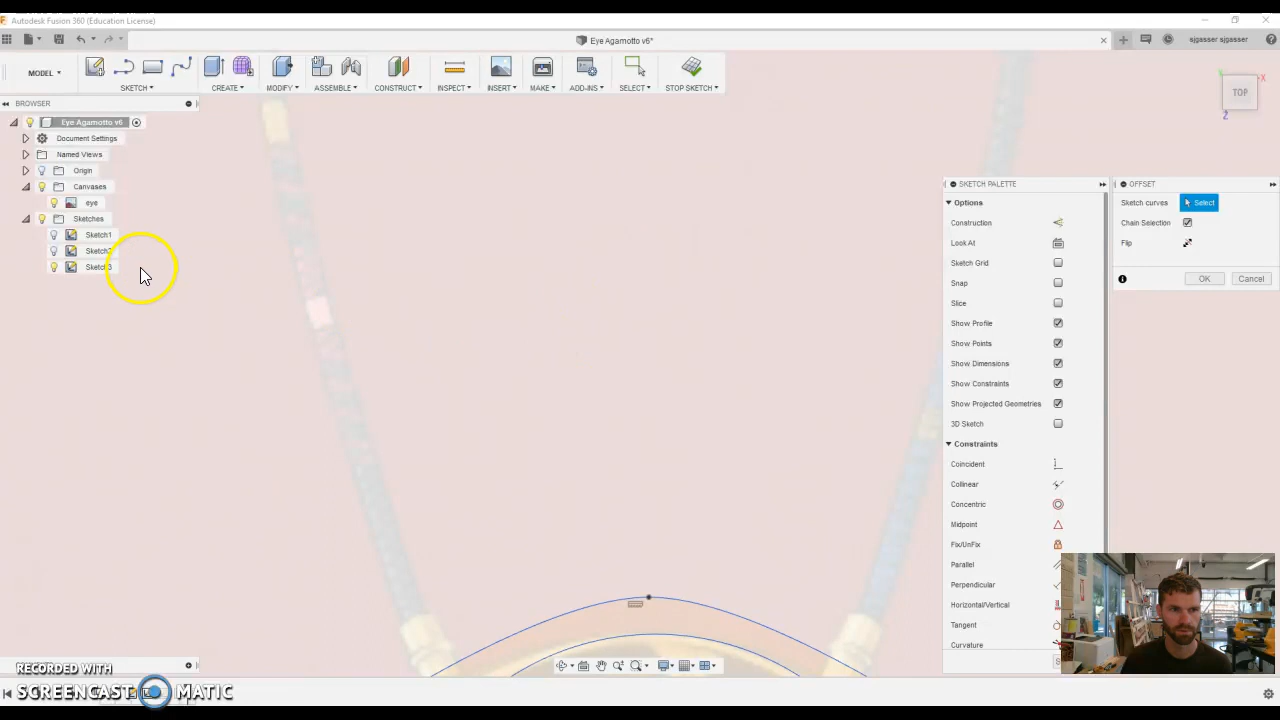 Autodesk Fusion 360 (Education License)
Eye Agamotto v6*
sjgasser sjgasser
MODEL
SKETCH
CREATE
MODIFY
ASSEMBLE
CONSTRUCT
INSPECT
INSERT
MAKE
ADD-INS
SELECT
STOP SKETCH
BROWSER
TOP
X
Z
Eye Agamotto v6
Document Settings
Named Views
Origin
Canvases
eye
Sketches
Sketch1
SKETCH PALETTE
Options
Construction
Look At
Sketch Grid
Snap
Slice
Show Profile
Show Points
Show Dimensions
Show Constraints
Show Projected Geometries
3D Sketch
Constraints
Coincident
Collinear
Concentric
Midpoint
Fix/UnFix
Parallel
Perpendicular
Horizontal/Vertical
Tangent
Curvature
OFFSET
Sketch curves
Select
Chain Selection
Flip
OK
Cancel
RECORDED WITH
SCREENCAST MATIC